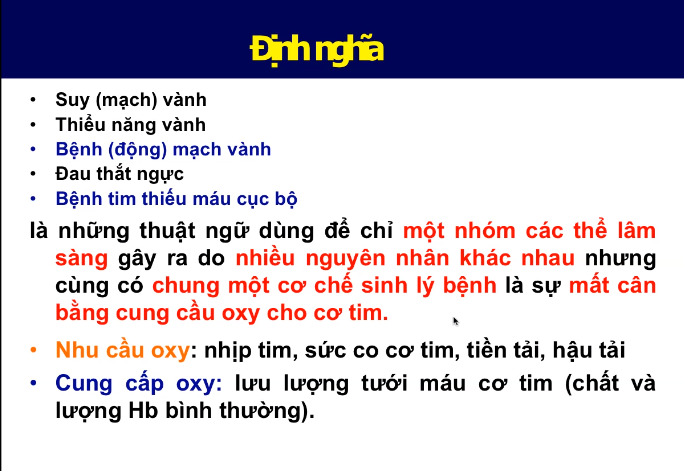 Định nghĩa
• Suy (mạch) vành
• Thiểu năng vành
• Bệnh (động) mạch vành
• Đau thắt ngực
• Bệnh tim thiếu máu cục bộ
là những thuật ngữ dùng để chỉ một nhóm các thể lâm
sàng gây ra do nhiều nguyên nhân khác nhau nhưng
cùng có chung một cơ chế sinh lý bệnh là sự mất cân
bằng cung cầu oxy cho cơ tim.
• Nhu cầu oxy: nhịp tim, sức co cơ tim, tiền tải, hậu tải
• Cung cấp oxy: lưu lượng tưới máu cơ tim (chất và
lượng Hb bình thường).